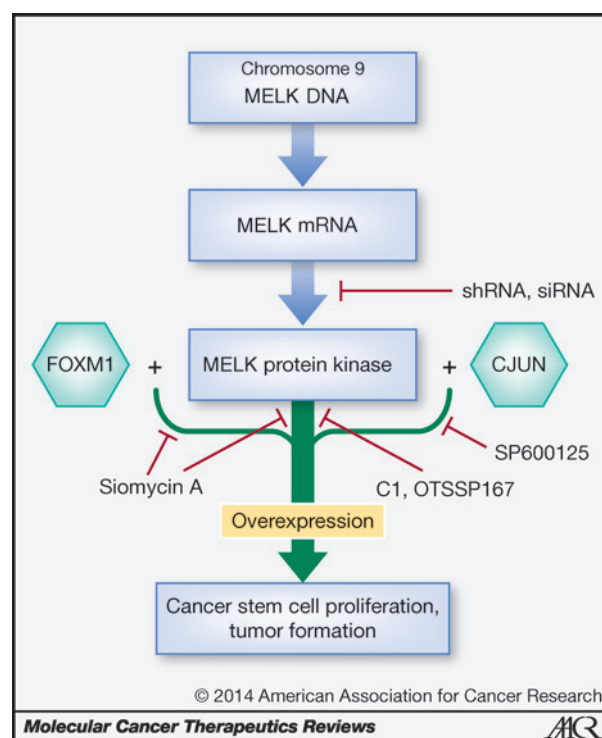 Chromosome 9
MELK DNA
MELK mRNA
shRNA, siRNA
FOXM1
+
MELK protein kinase
+
CJUN
SP600125
Siomycin A
C1, OTSSP167
Overexpression
Cancer stem cell proliferation,
tumor formation
© 2014 American Association for Cancer Research
Molecular Cancer Therapeutics Reviews
AACR